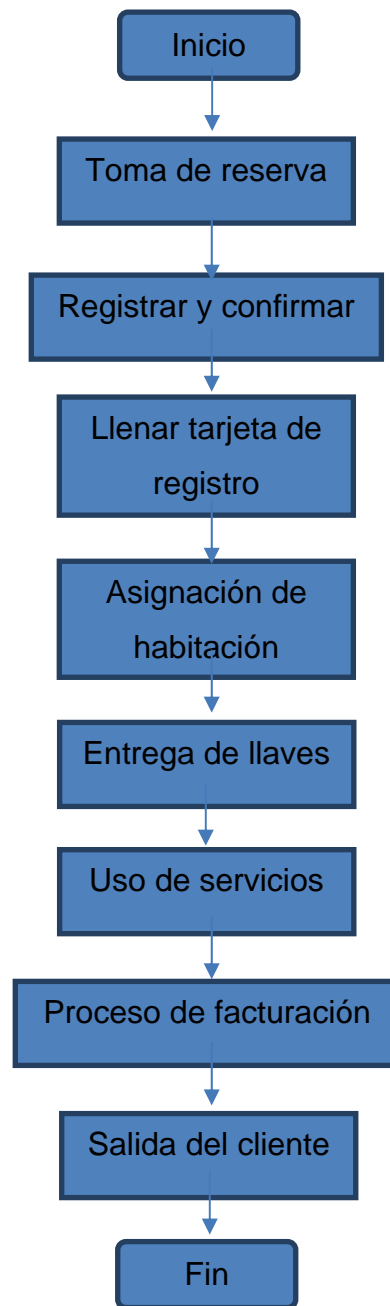 Inicio
Toma de reserva
Registrar y confirmar
Llenar tarjeta de
registro
Asignación de
habitación
Entrega de llaves
Uso de servicios
Proceso de facturación
Salida del cliente
Fin